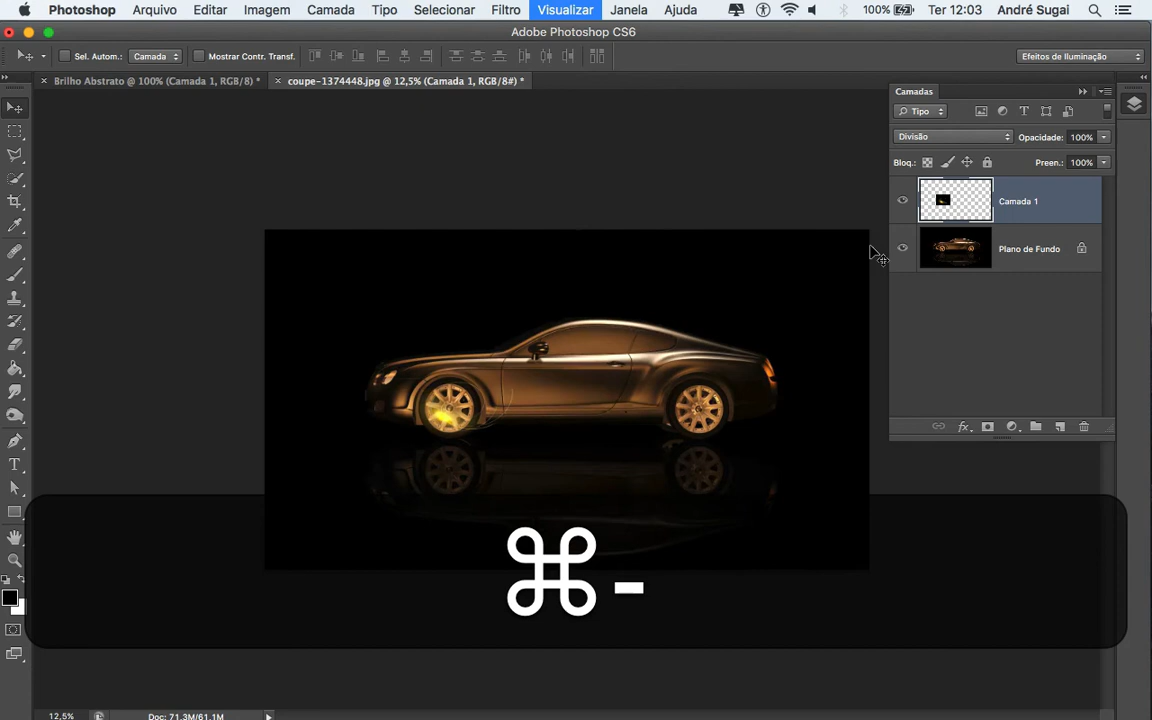 Photoshop Arquivo Editar Imagem Camada Tipo Selecionar Filtro Visualizar Janela Ajuda 100% Ter 12:03 André Sugai
Adobe Photoshop CS6
Sel. Autom.: Camada Mostrar Contr. Transf. Efeitos de Iluminação
× Brilho Abstrato @ 100% (Camada 1, RGB/8) * × coupe-1374448.jpg @ 12,5% (Camada 1, RGB/8#) *
Camadas
Tipo
Divisão Opacidade: 100%
Bloq.: Preen.: 100%
Camada 1
Plano de Fundo
fx
⌘ -
12,5% Doc: 71,3M/61,1M